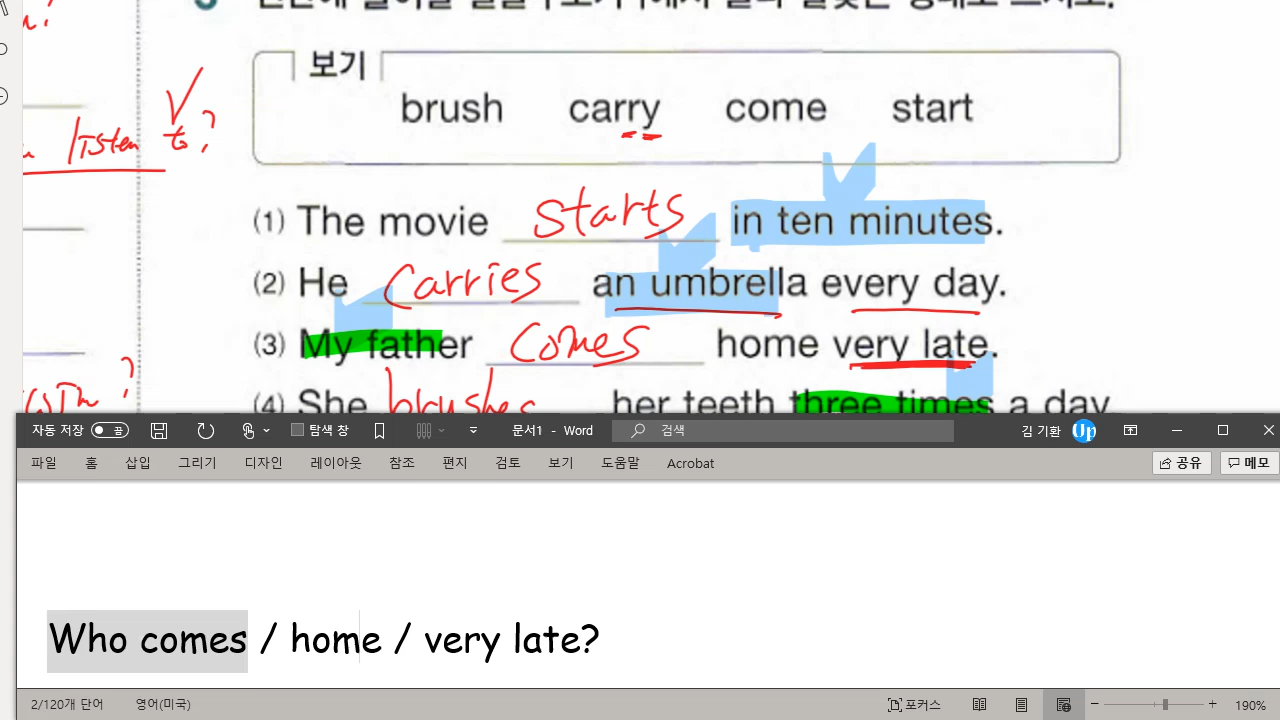 보기
brush carry come start
listen to?
(1) The movie starts in ten minutes.
(2) He carries an umbrella every day.
(3) My father comes home very late.
(4) She brushes her teeth three times a day.
자동 저장 끔 탐색 창 문서1 - Word 검색 김 기환 Up
파일 홈 삽입 그리기 디자인 레이아웃 참조 편지 검토 보기 도움말 Acrobat 공유 메모
Who comes / home / very late?
2/120개 단어 영어(미국) 포커스 190%